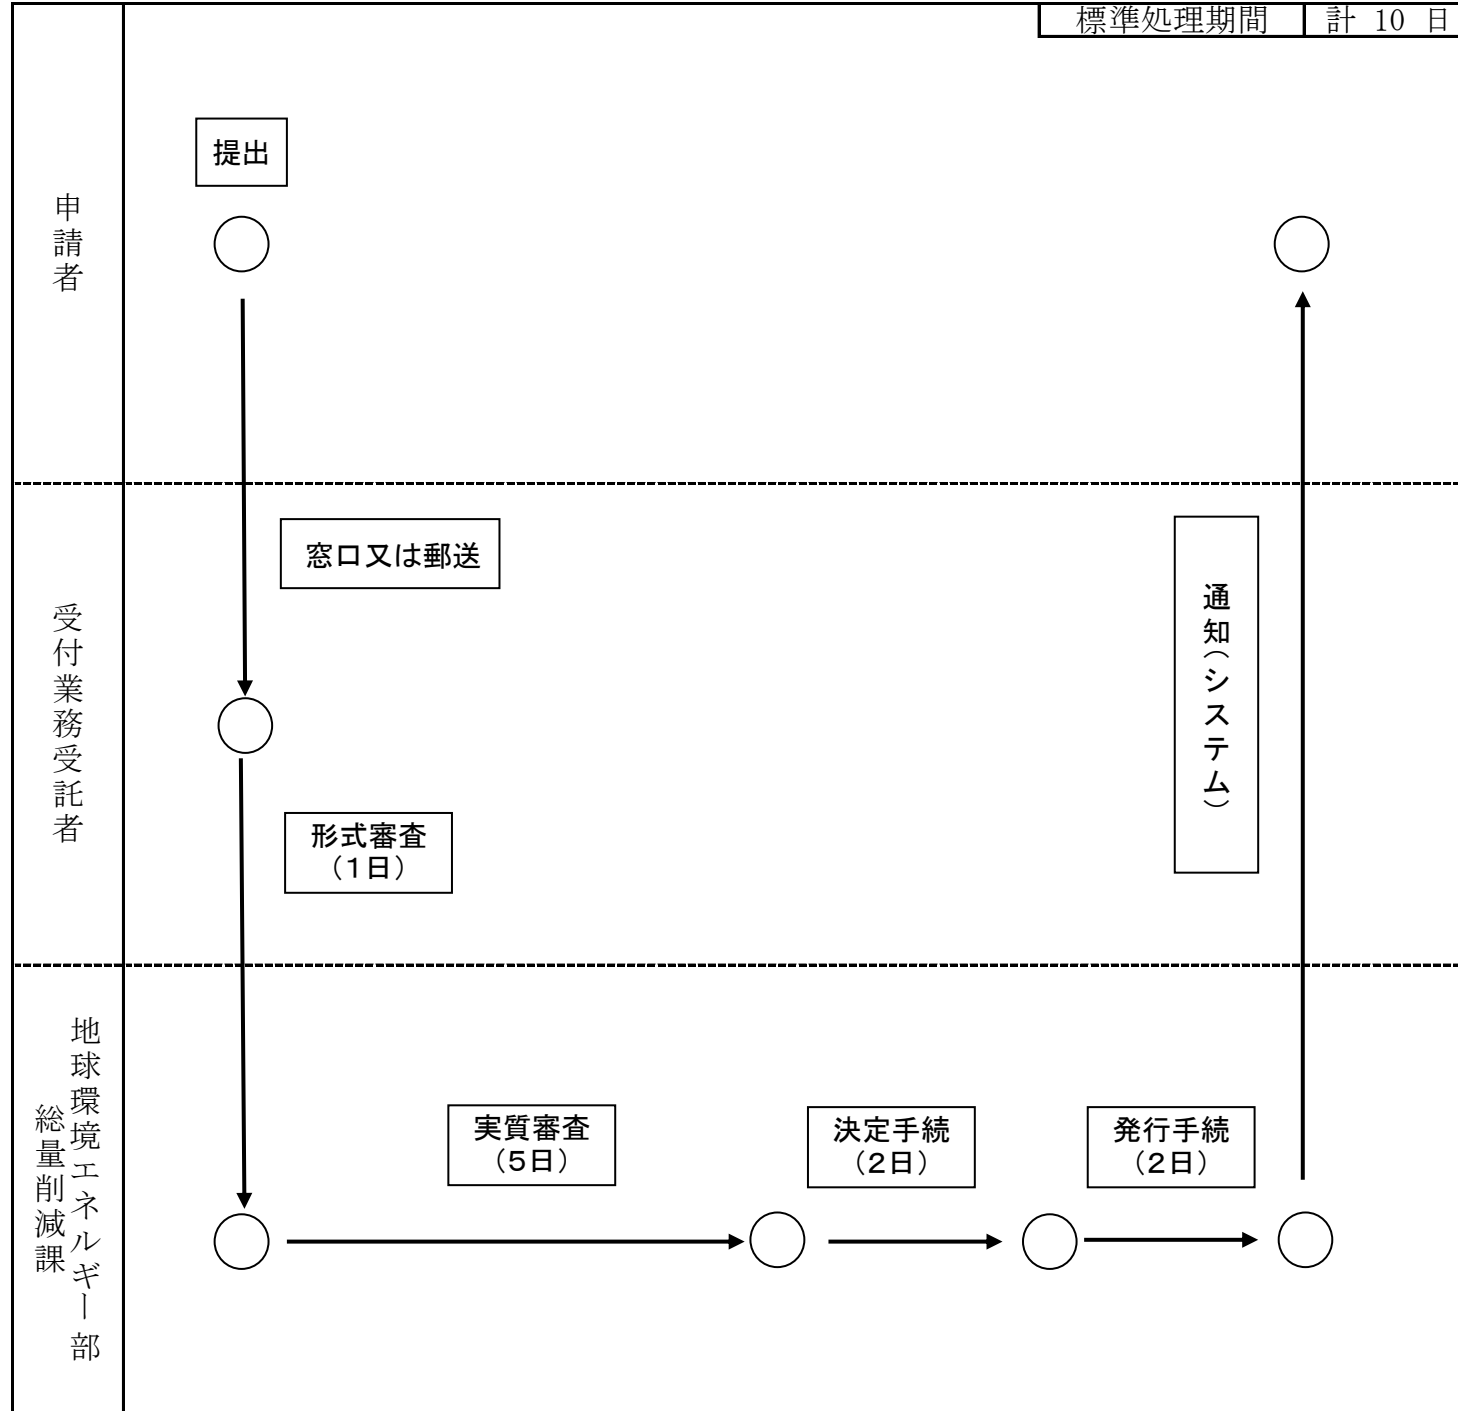 標準処理期間
計 10 日
申請者
提出
受付業務受託者
窓口又は郵送
形式審査
（1日）
通知（システム）
地球環境エネルギー部
総量削減課
実質審査
（5日）
決定手続
（2日）
発行手続
（2日）